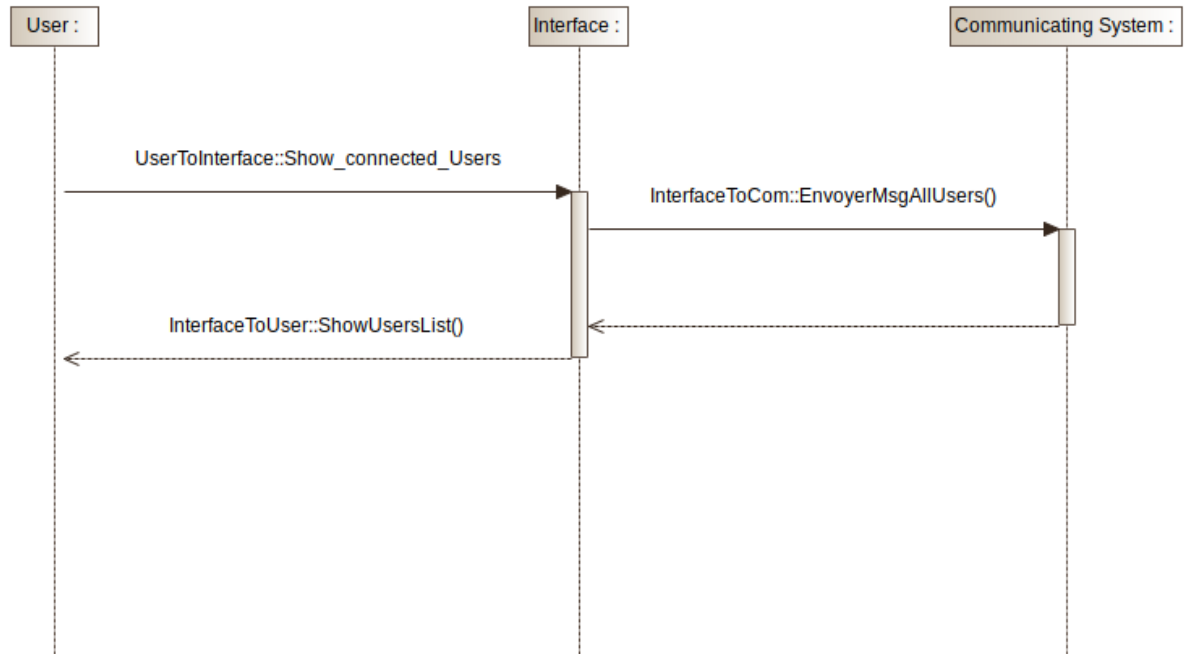 User :
Interface :
Communicating System :
UserToInterface::Show_connected_Users
InterfaceToCom::EnvoyerMsgAllUsers()
InterfaceToUser::ShowUsersList()